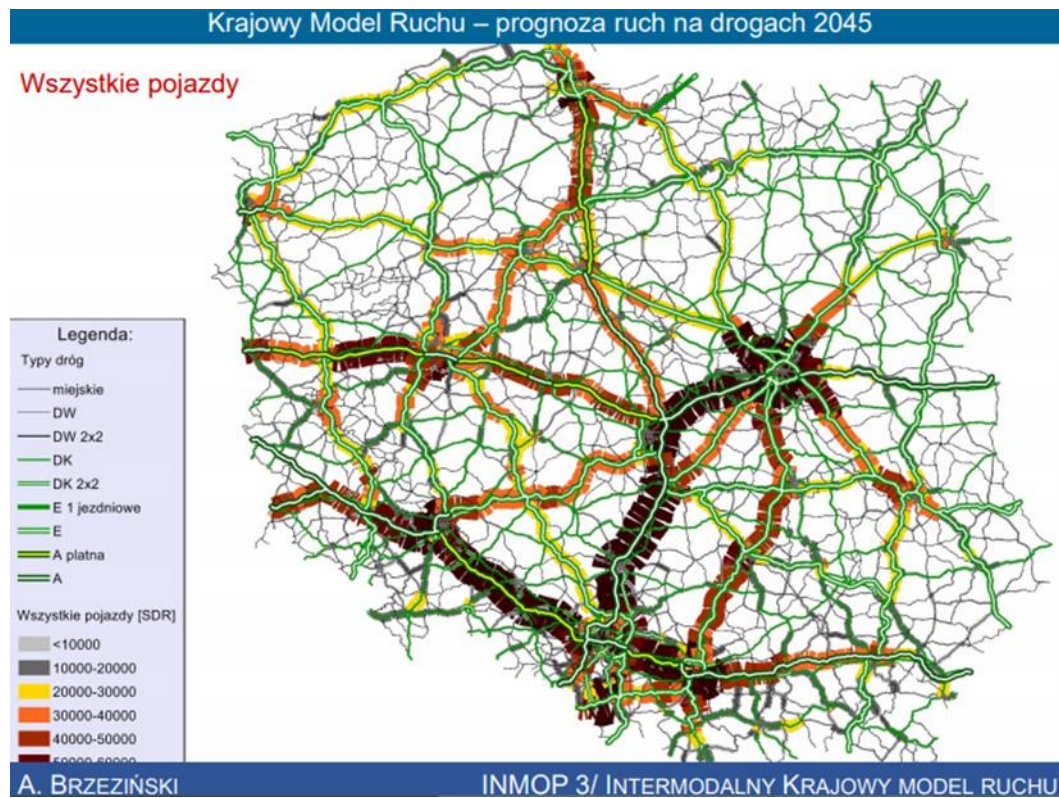 Krajowy Model Ruchu – prognoza ruch na drogach 2045
Wszystkie pojazdy
Legenda:
Typy dróg
miejskie
DW
DW 2x2
DK
DK 2x2
E 1 jezdniowe
E
A płatna
A
Wszystkie pojazdy [SDR]
<10000
10000-20000
20000-30000
30000-40000
40000-50000
50000-60000
A. BRZEZIŃSKI
INMOP 3/ INTERMODALNY KRAJOWY MODEL RUCHU